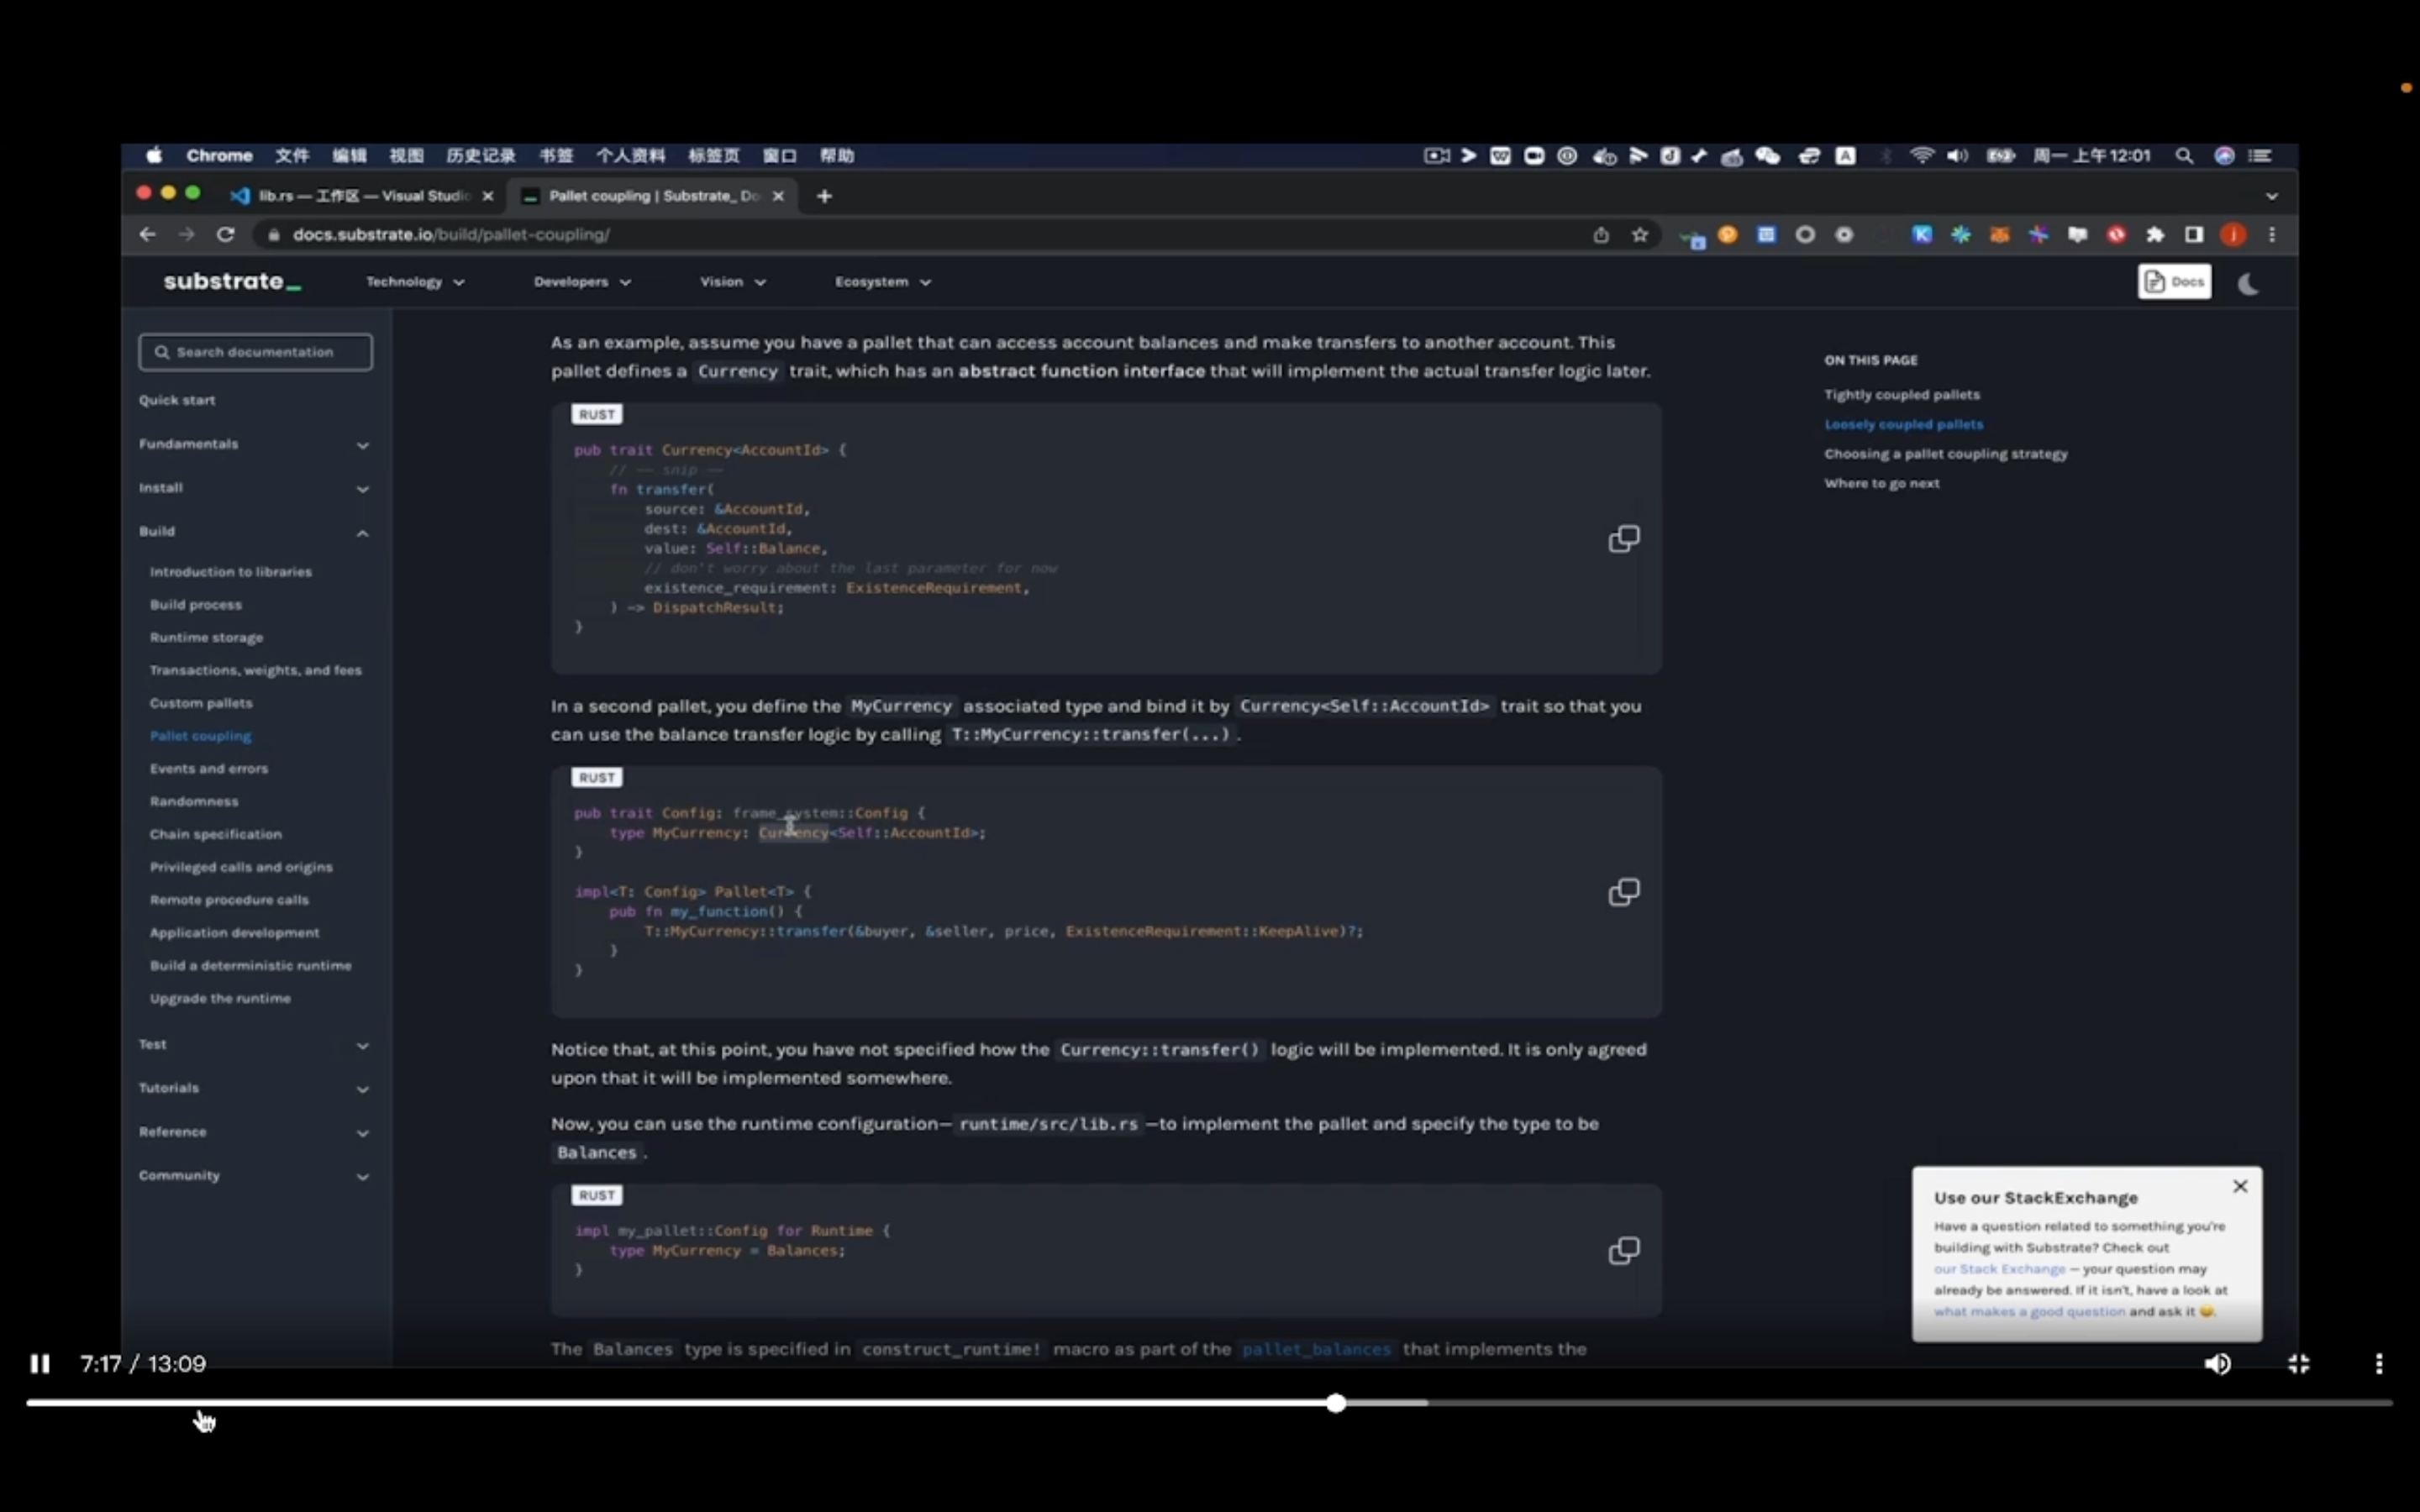 Chrome 文件 编辑 视图 历史记录 书签 个人资料 标签页 窗口 帮助 周一上午12:01
lib.rs — 工作区 — Visual Studio Pallet coupling | Substrate_ Do
docs.substrate.io/build/pallet-coupling/
substrate_ Technology Developers Vision Ecosystem Docs
Search documentation
Quick start
Fundamentals
Install
Build
Introduction to libraries
Build process
Runtime storage
Transactions, weights, and fees
Custom pallets
Pallet coupling
Events and errors
Randomness
Chain specification
Privileged calls and origins
Remote procedure calls
Application development
Build a deterministic runtime
Upgrade the runtime
Test
Tutorials
Reference
Community
As an example, assume you have a pallet that can access account balances and make transfers to another account. This
pallet defines a Currency trait, which has an abstract function interface that will implement the actual transfer logic later.
RUST
pub trait Currency<AccountId> {
// -- snip --
fn transfer(
source: &AccountId,
dest: &AccountId,
value: Self::Balance,
// don't worry about the last parameter for now
existence_requirement: ExistenceRequirement,
) -> DispatchResult;
}
In a second pallet, you define the MyCurrency associated type and bind it by Currency<Self::AccountId> trait so that you
can use the balance transfer logic by calling T::MyCurrency::transfer(...) .
RUST
pub trait Config: frame_system::Config {
type MyCurrency: Currency<Self::AccountId>;
}
impl<T: Config> Pallet<T> {
pub fn my_function() {
T::MyCurrency::transfer(&buyer, &seller, price, ExistenceRequirement::KeepAlive)?;
}
}
Notice that, at this point, you have not specified how the Currency::transfer() logic will be implemented. It is only agreed
upon that it will be implemented somewhere.
Now, you can use the runtime configuration— runtime/src/lib.rs —to implement the pallet and specify the type to be
Balances .
RUST
impl my_pallet::Config for Runtime {
type MyCurrency = Balances;
}
The Balances type is specified in construct_runtime! macro as part of the pallet_balances that implements the
ON THIS PAGE
Tightly coupled pallets
Loosely coupled pallets
Choosing a pallet coupling strategy
Where to go next
Use our StackExchange
Have a question related to something you're
building with Substrate? Check out
our Stack Exchange — your question may
already be answered. If it isn't, have a look at
what makes a good question and ask it 😄.
7:17 / 13:09